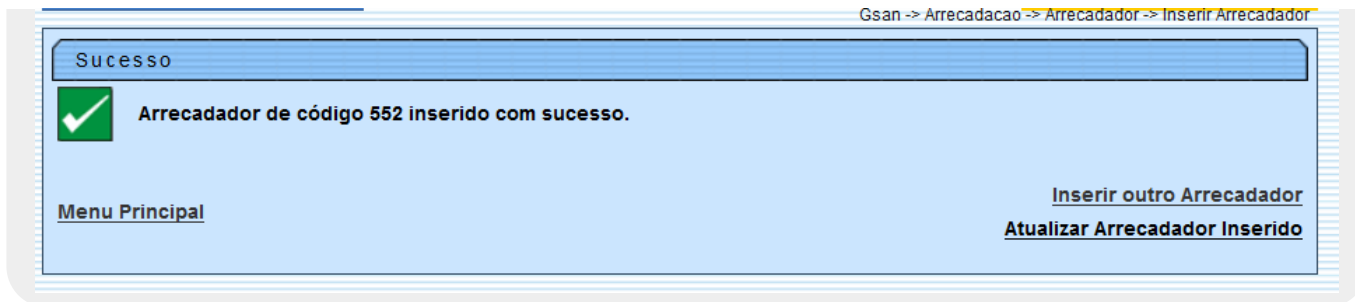 Gsan -> Arrecadacao -> Arrecadador -> Inserir Arrecadador
Sucesso
Arrecadador de código 552 inserido com sucesso.
Inserir outro Arrecadador
Menu Principal
Atualizar Arrecadador Inserido